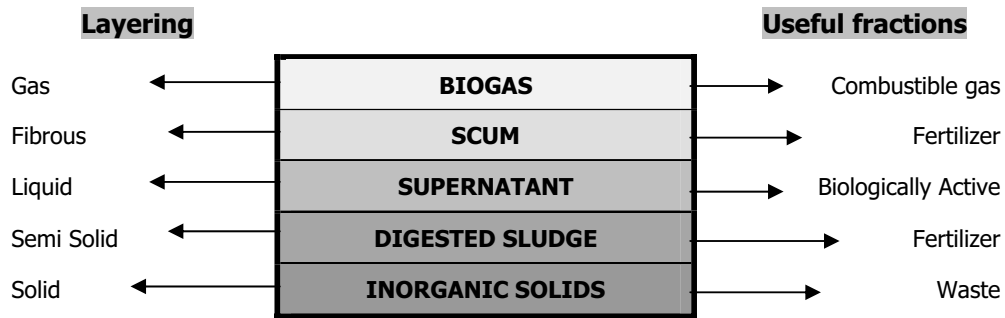 Layering Useful fractions
Gas BIOGAS Combustible gas
Fibrous SCUM Fertilizer
Liquid SUPERNATANT Biologically Active
Semi Solid DIGESTED SLUDGE Fertilizer
Solid INORGANIC SOLIDS Waste